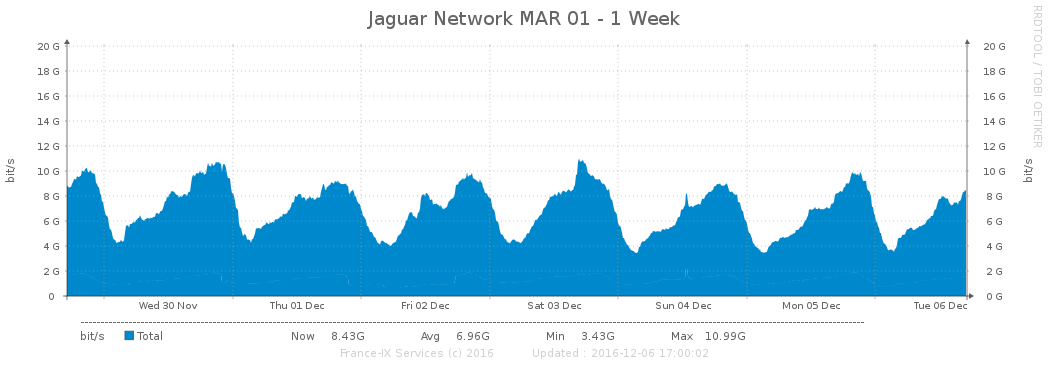 Jaguar Network MAR 01 - 1 Week
RRDTOOL / TOBI OETIKER
20 G 20 G
18 G 18 G
16 G 16 G
14 G 14 G
12 G 12 G
10 G 10 G
8 G 8 G
6 G 6 G
4 G 4 G
2 G 2 G
0 0 G
bit/s bit/s
Wed 30 Nov Thu 01 Dec Fri 02 Dec Sat 03 Dec Sun 04 Dec Mon 05 Dec Tue 06 Dec
bit/s Total Now 8.43G Avg 6.96G Min 3.43G Max 10.99G
France-IX Services (c) 2016 Updated : 2016-12-06 17:00:02